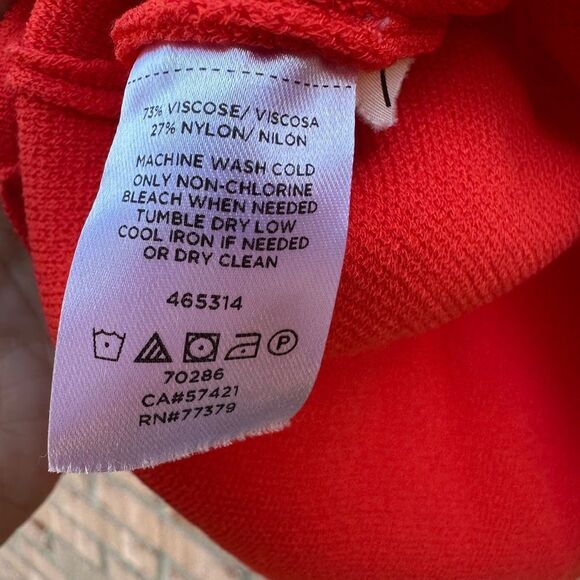 73% VISCOSE/ VISCOSA
27% NYLON/ NILÓN
MACHINE WASH COLD
ONLY NON-CHLORINE
BLEACH WHEN NEEDED
TUMBLE DRY LOW
COOL IRON IF NEEDED
OR DRY CLEAN
465314
P
70286
CA#57421
RN#77379